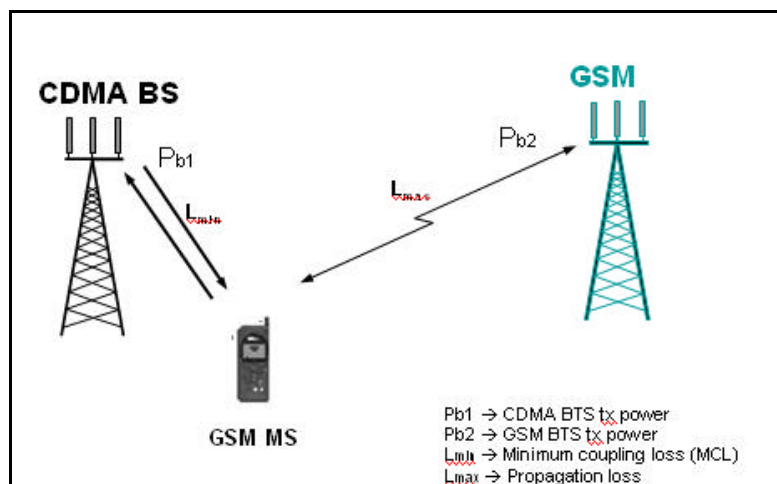 GSM
CDMA BS
Pb2
Pb1
Lmax
Lmin
GSM MS
Pb1 → CDMA BTS tx power
Pb2 → GSM BTS tx power
Lmin → Minimum coupling loss (MCL)
Lmax → Propagation loss